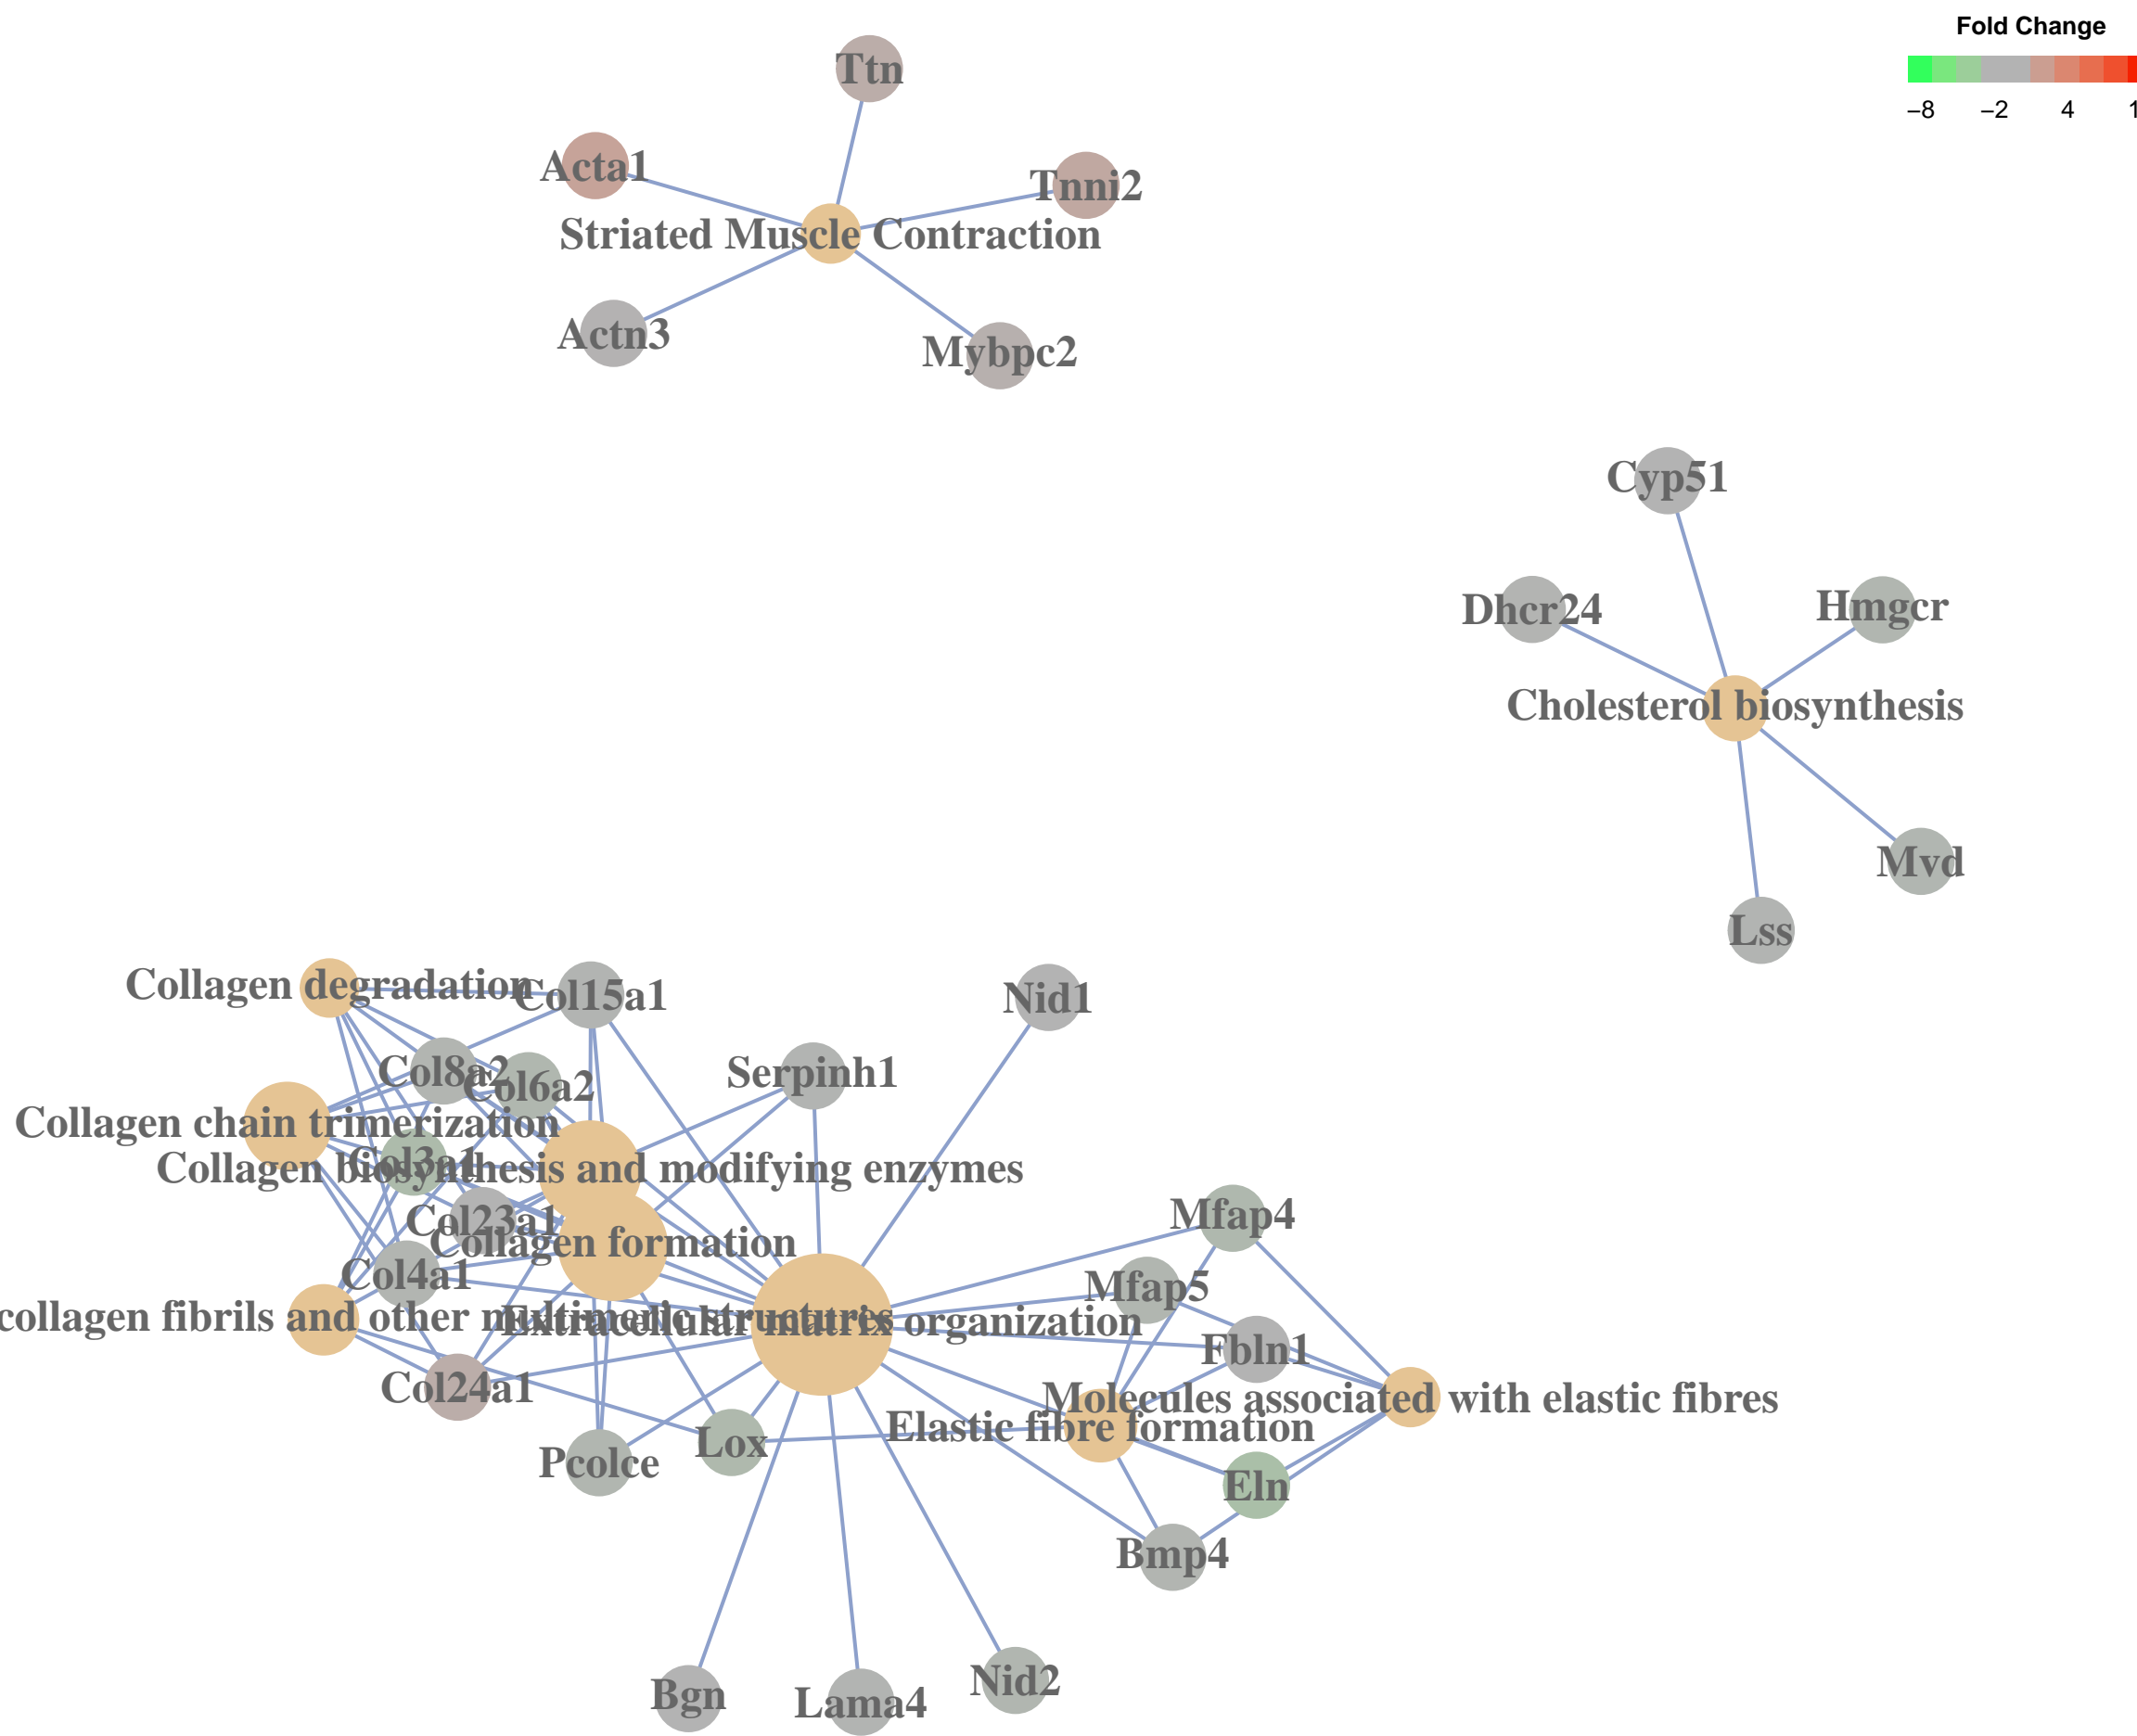 Fold Change
−8 −2 4 1
Ttn
Acta1
Tnni2
Striated Muscle Contraction
Actn3
Mybpc2
Cyp51
Dhcr24
Hmgcr
Cholesterol biosynthesis
Mvd
Lss
Collagen degradation
Col15a1
Nid1
Serpinh1
Col8a2
Col6a2
Collagen chain trimerization
Col3a1
Collagen biosynthesis and modifying enzymes
Col23a1
Mfap4
Collagen formation
Col4a1
Mfap5
collagen fibrils and other multimeric structures
Extracellular matrix organization
Fbln1
Col24a1
Molecules associated with elastic fibres
Elastic fibre formation
Lox
Pcolce
Eln
Bmp4
Nid2
Bgn
Lama4